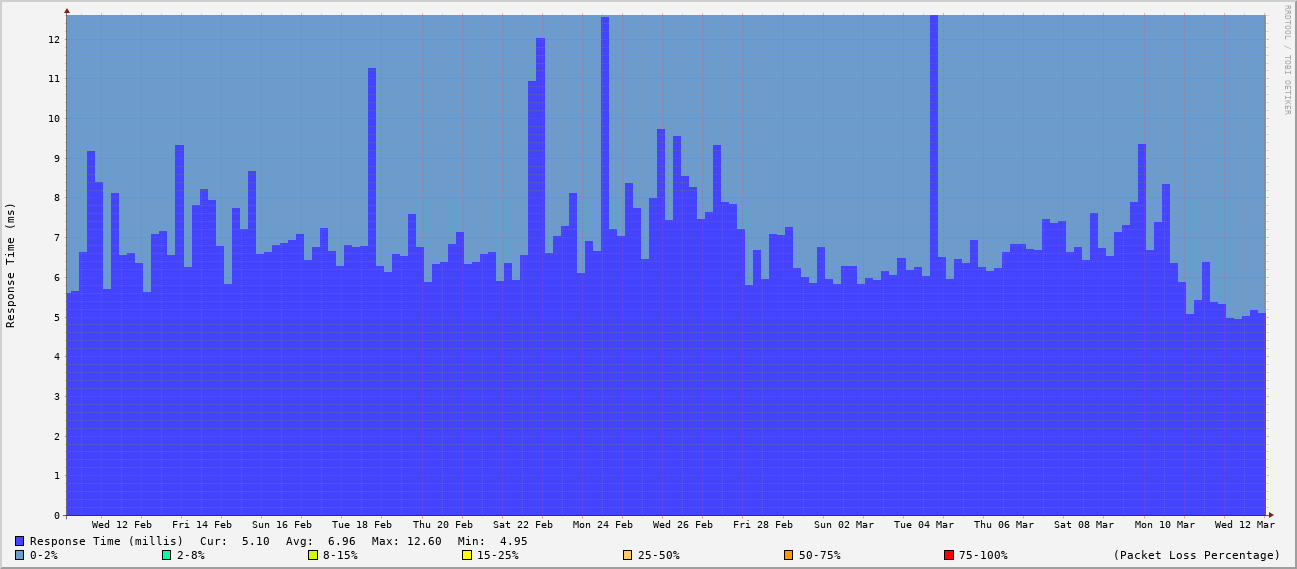 RRDTOOL / TOBI OETIKER
Response Time (ms)
12
11
10
9
8
7
6
5
4
3
2
1
0
Wed 12 Feb Fri 14 Feb Sun 16 Feb Tue 18 Feb Thu 20 Feb Sat 22 Feb Mon 24 Feb Wed 26 Feb Fri 28 Feb Sun 02 Mar Tue 04 Mar Thu 06 Mar Sat 08 Mar Mon 10 Mar Wed 12 Mar
Response Time (millis) Cur: 5.10 Avg: 6.96 Max: 12.60 Min: 4.95
0-2% 2-8% 8-15% 15-25% 25-50% 50-75% 75-100% (Packet Loss Percentage)